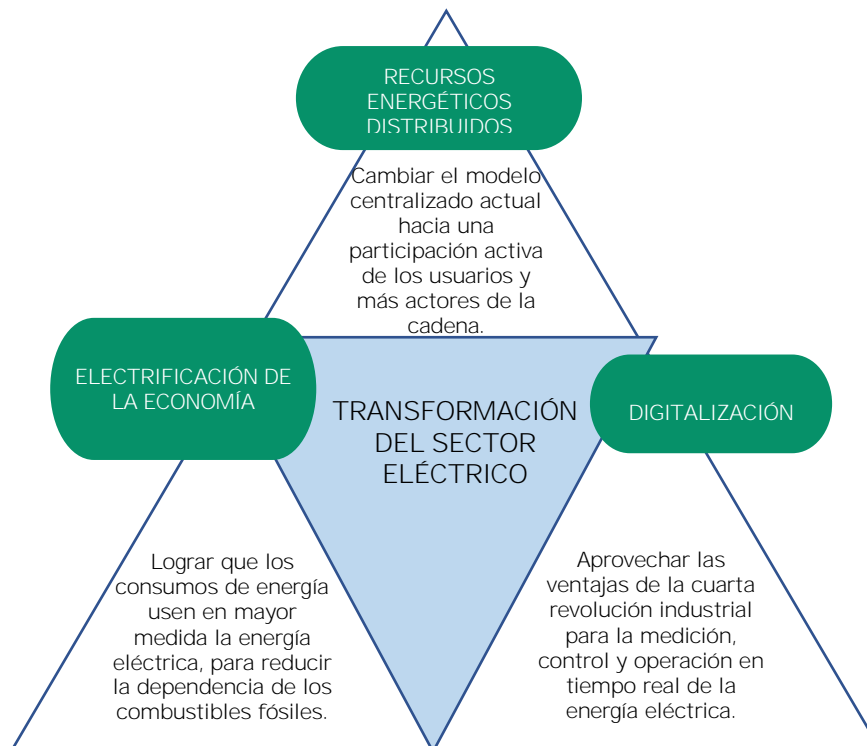 RECURSOS
ENERGÉTICOS
DISTRIBUIDOS
Cambiar el modelo
centralizado actual
hacia una
participación activa
de los usuarios y
más actores de la
cadena.
ELECTRIFICACIÓN DE
LA ECONOMÍA
TRANSFORMACIÓN
DEL SECTOR
ELÉCTRICO
DIGITALIZACIÓN
Lograr que los
consumos de energía
usen en mayor
medida la energía
eléctrica, para reducir
la dependencia de los
combustibles fósiles.
Aprovechar las
ventajas de la cuarta
revolución industrial
para la medición,
control y operación en
tiempo real de la
energía eléctrica.